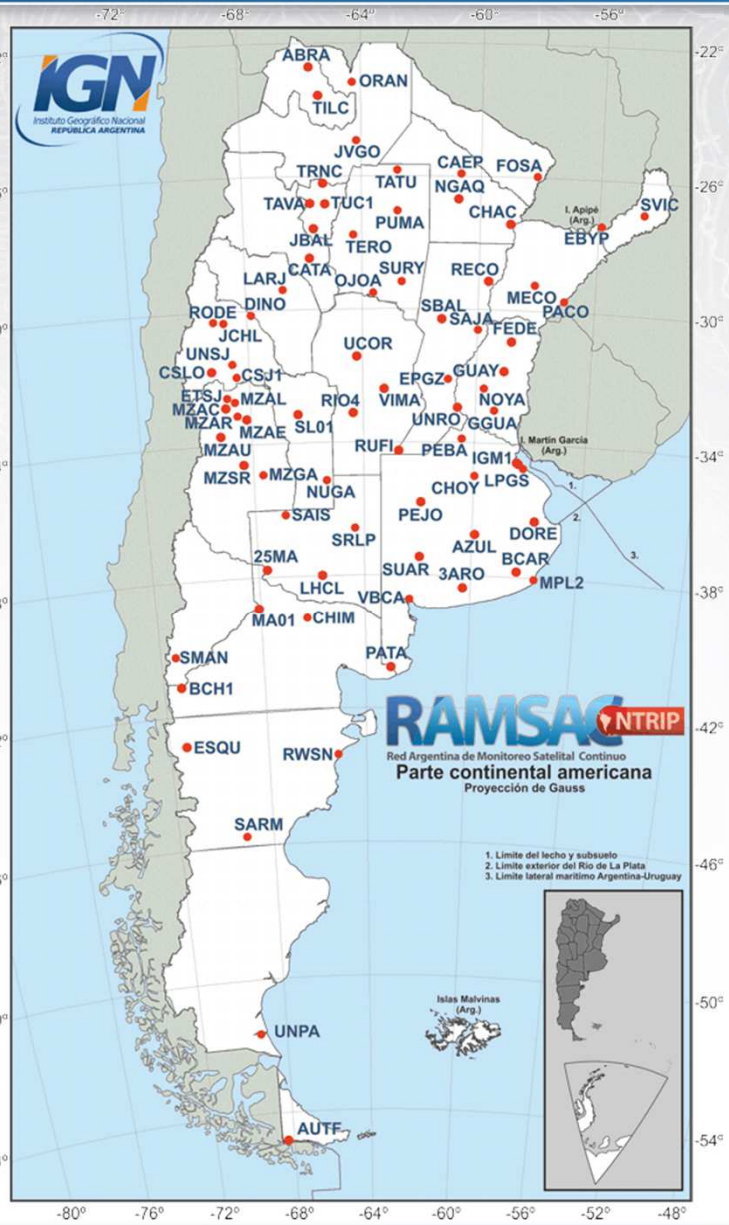 -72° -68° -64° -60° -56°
IGN
Instituto Geográfico Nacional
REPÚBLICA ARGENTINA
-22°
ABRA
ORAN
TILC
JVGO
TRNC
TATU
CAEP
FOSA
NGAQ
-26°
TAVA
TUC1
PUMA
CHAC
I. Apipé
(Arg.)
SVIC
EBYP
JBAL
TERO
CATA
SURY
RECO
LARJ
OJOA
MECO
PACO
DINO
RODE
SBAL
SAJA
-30°
JCHL
FEDE
UCOR
UNSJ
CSLO
CSJ1
EPGZ
GUAY
ETSJ
MZAL
RIO4
VIMA
NOYA
MZAC
MZAR
SL01
UNRO
GGUA
MZAE
MZAU
RUFI
PEBA
I. Martín García
(Arg.)
IGM1
-34°
MZSR
MZGA
NUGA
CHOY
LPGS
1.
SAIS
PEJO
2.
SRLP
DORE
AZUL
3.
25MA
SUAR
BCAR
3ARO
MPL2
LHCL
VBCA
-38°
MA01
CHIM
SMAN
PATA
BCH1
RAMSAC NTRIP
-42°
ESQU
RWSN
Red Argentina de Monitoreo Satelital Continuo
Parte continental americana
Proyección de Gauss
SARM
1. Limite del lecho y subsuelo
2. Limite exterior del Río de La Plata
3. Limite lateral marítimo Argentina-Uruguay
-46°
Islas Malvinas
(Arg.)
-50°
UNPA
AUTF
-54°
-80° -76° -72° -68° -64° -60° -56° -52° -48°